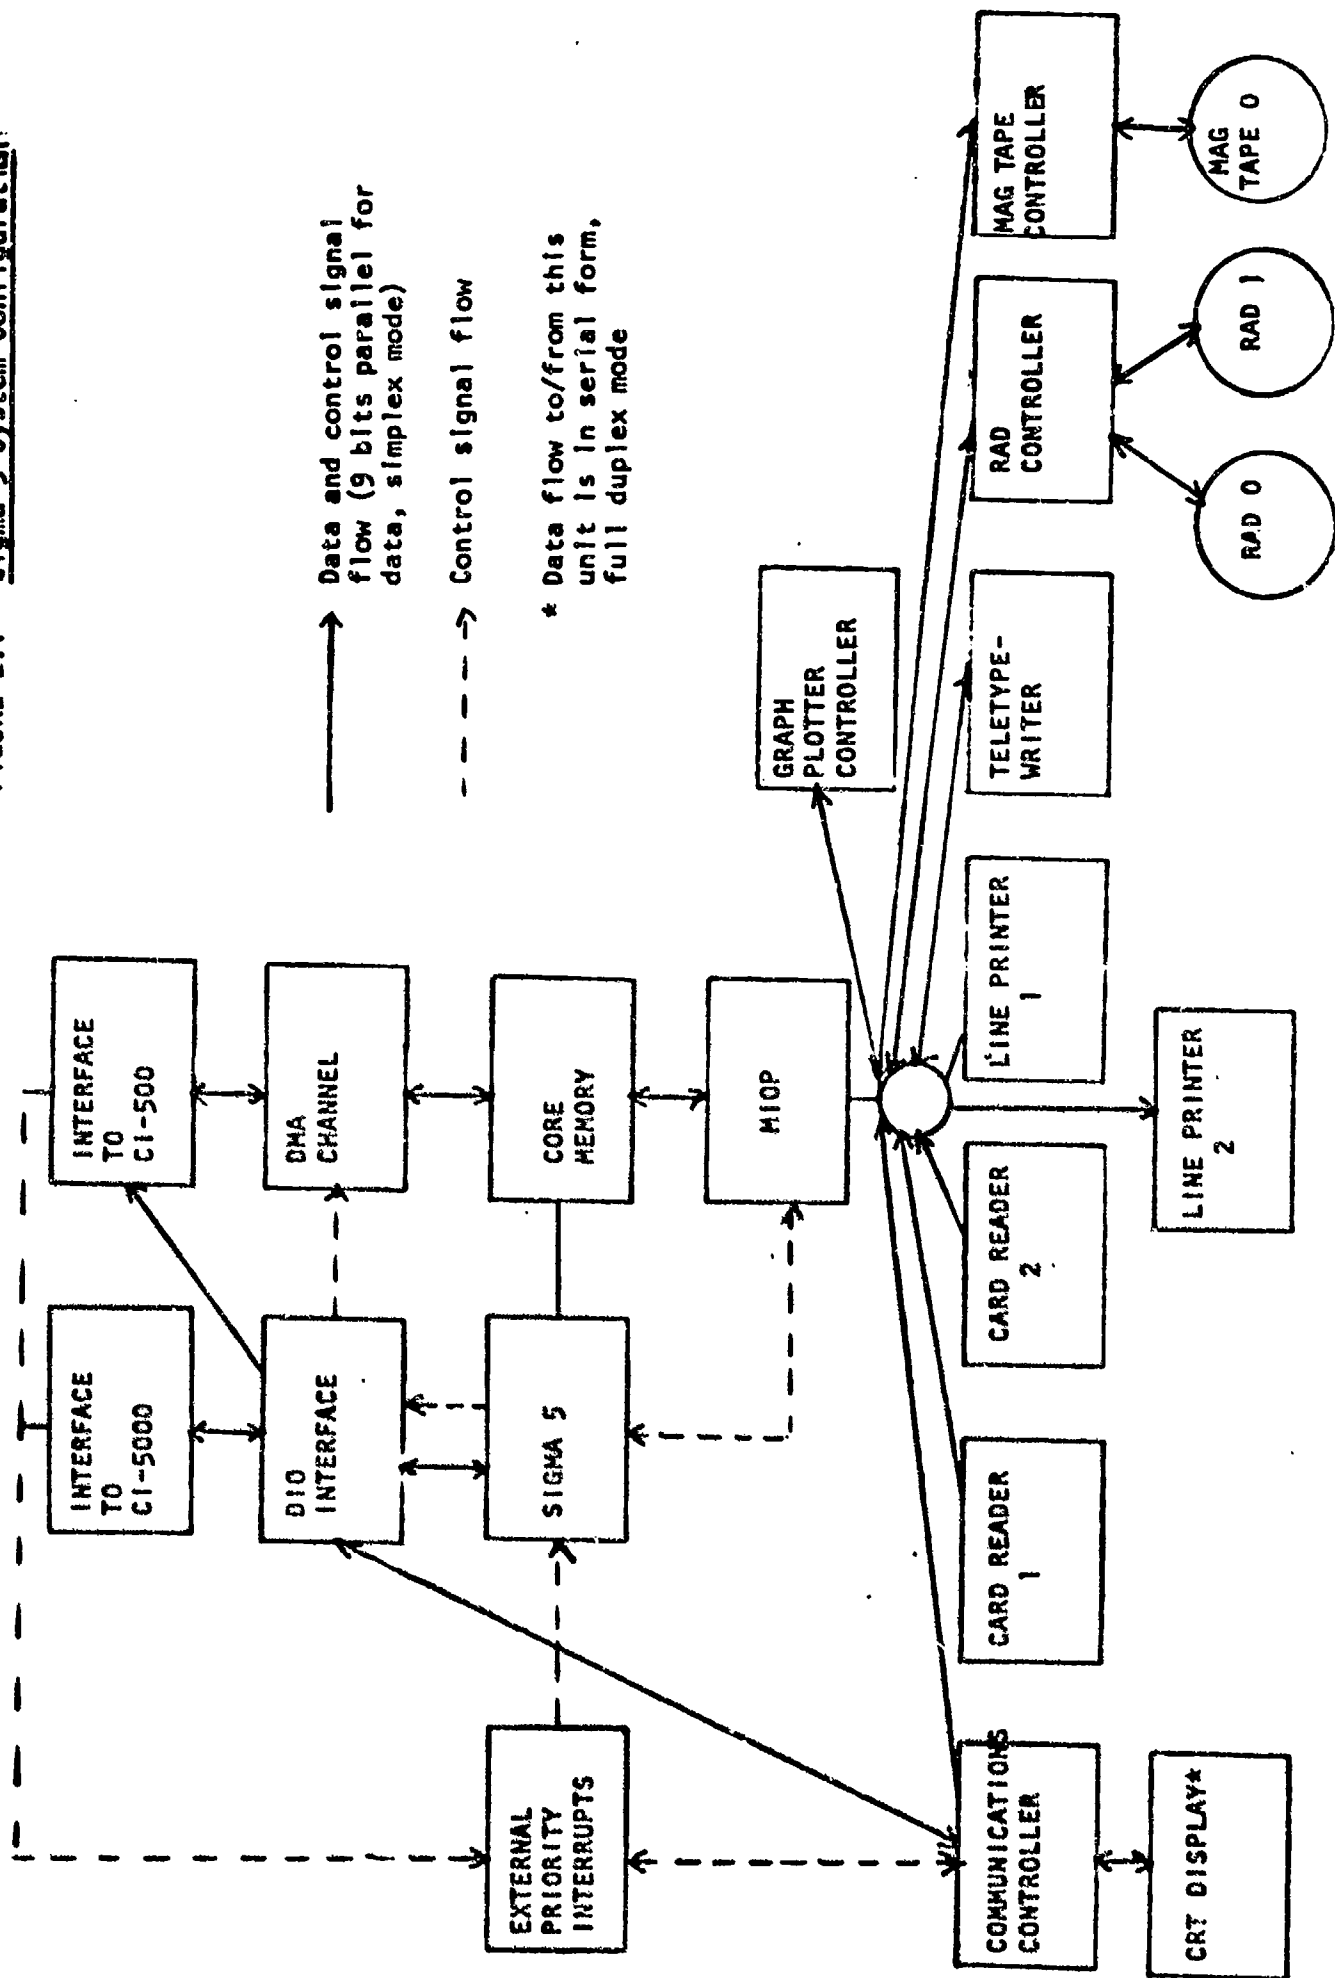 Sigma 5 System Configuration
Data and control signal
flow (9 bits parallel for
data, simplex mode)
Control signal flow
* Data flow to/from this
unit is in serial form,
full duplex mode
INTERFACE
TO
CI-5000
INTERFACE
TO
CI-500
DIO
INTERFACE
DMA
CHANNEL
EXTERNAL
PRIORITY
INTERRUPTS
SIGMA 5
CORE
MEMORY
MIOP
GRAPH
PLOTTER
CONTROLLER
COMMUNICATIONS
CONTROLLER
CARD READER
1
CARD READER
2
LINE PRINTER
1
TELETYPE-
WRITER
RAD
CONTROLLER
MAG TAPE
CONTROLLER
CRT DISPLAY*
LINE PRINTER
2
RAD 0
RAD 1
MAG
TAPE 0